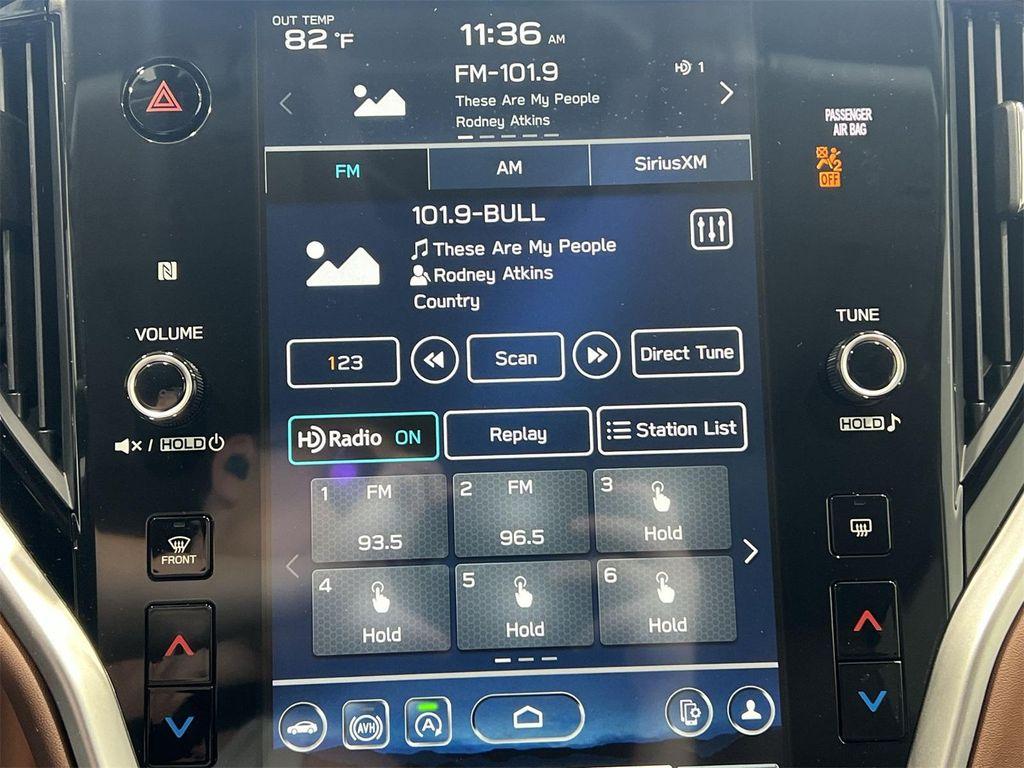 OUT TEMP
82 °F
11:36 AM
FM-101.9
HD 1
These Are My People
Rodney Atkins
PASSENGER
AIR BAG
OFF
FM
AM
SiriusXM
101.9-BULL
These Are My People
Rodney Atkins
Country
N
VOLUME
TUNE
123
Scan
Direct Tune
/ HOLD
HOLD
HD Radio ON
Replay
Station List
1 FM
93.5
2 FM
96.5
3
Hold
FRONT
4
Hold
5
Hold
6
Hold
AVH
A